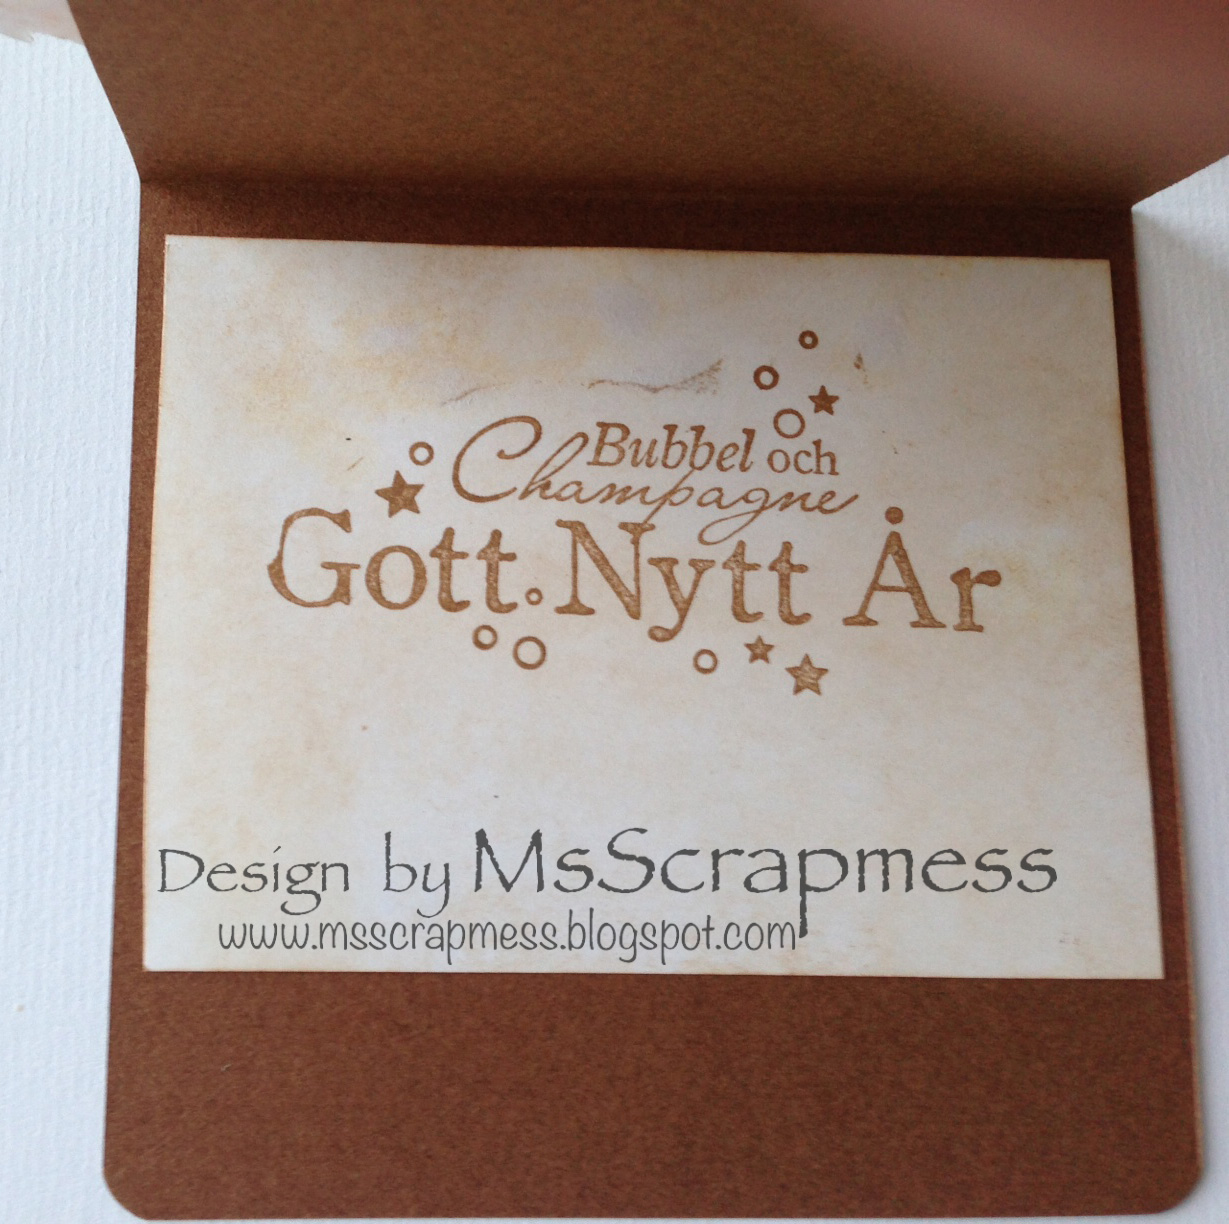 Bubbel och
Champagne
Gott Nytt År
Design by MsScrapmess
www.msscrapmess.blogspot.com